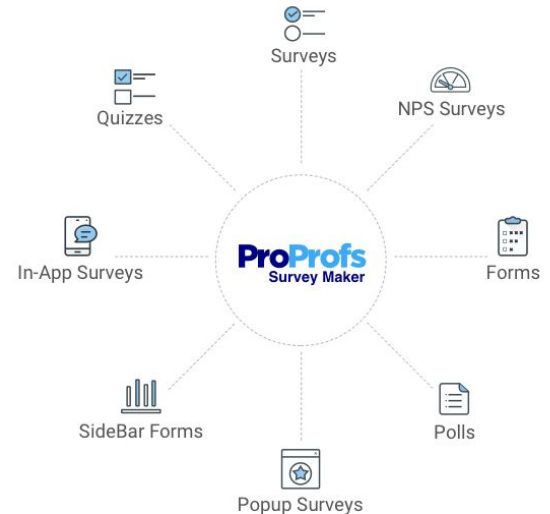 Surveys
Quizzes
NPS Surveys
ProProfs
Survey Maker
In-App Surveys
Forms
SideBar Forms
Polls
Popup Surveys